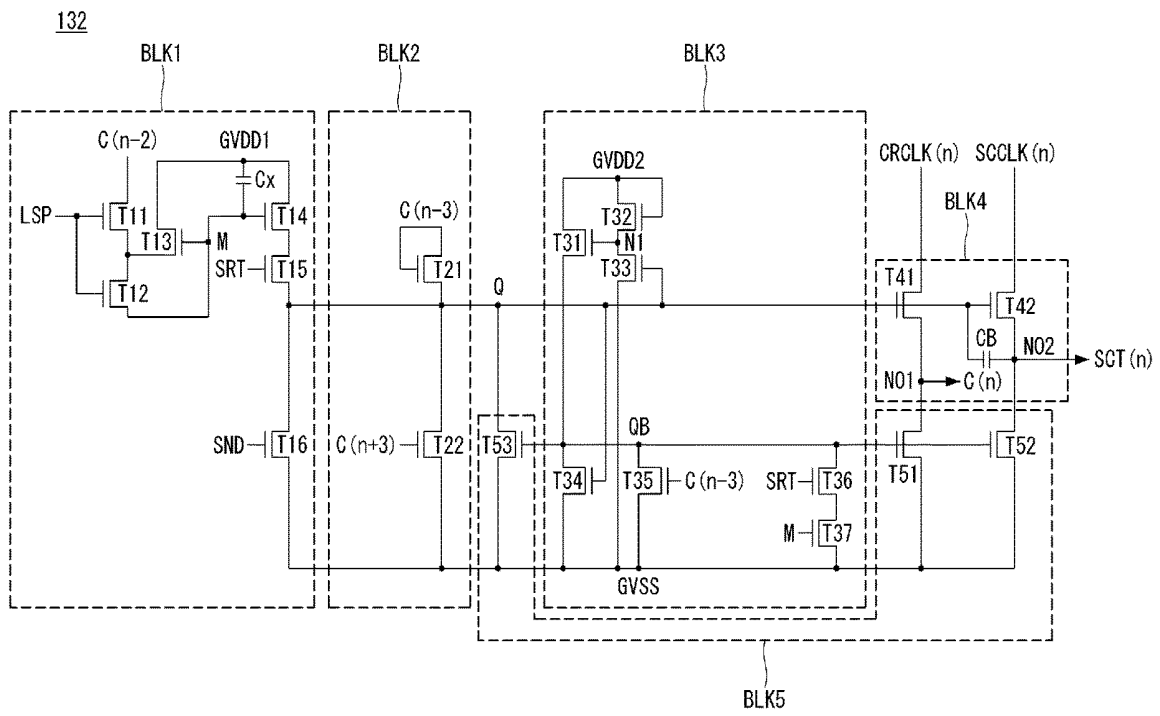 132
BLK1
BLK2
BLK3
C(n-2)
GVDD1
GVDD2
CRCLK(n)
SCCLK(n)
BLK4
Cx
LSP
T11
T13
M
T14
C(n-3)
T31
T32
N1
T33
SRT
T15
T12
T21
Q
T41
T42
CB
NO2
SCT(n)
NO1
C(n)
SND
T16
C(n+3)
T22
T53
QB
T34
T35
C(n-3)
SRT
T36
M
T37
T51
T52
GVSS
BLK5